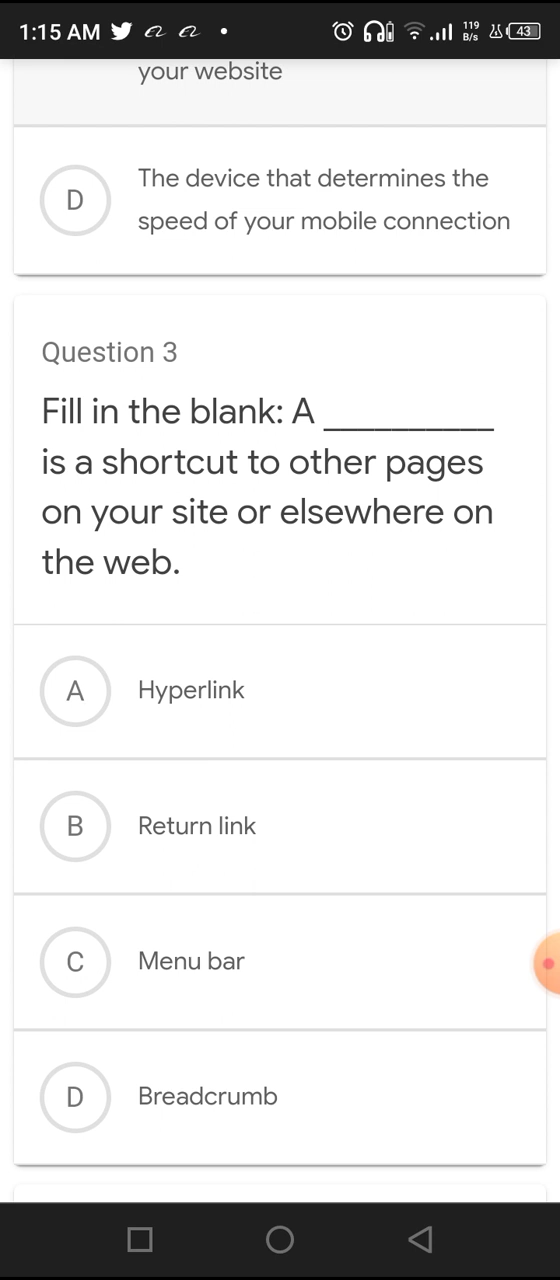 1:15 AM 119 B/s 43
your website
D The device that determines the
speed of your mobile connection
Question 3
Fill in the blank: A __________
is a shortcut to other pages
on your site or elsewhere on
the web.
A Hyperlink
B Return link
C Menu bar
D Breadcrumb